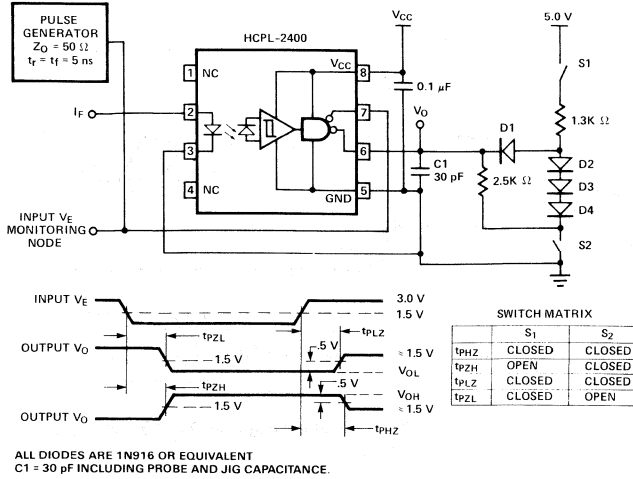 PULSE
GENERATOR
Z_O = 50 Ω
t_r = t_f = 5 ns
HCPL-2400
V_CC
5.0 V
1 NC
V_CC 8
S1
0.1 μF
I_F
2
7
V_O
1.3K Ω
D1
3
6
D2
C1
30 pF
2.5K Ω
D3
4 NC
GND 5
D4
INPUT V_E
MONITORING
NODE
S2
INPUT V_E
3.0 V
1.5 V
t_PZL
t_PLZ
OUTPUT V_O
1.5 V
.5 V
≈ 1.5 V
V_OL
t_PZH
.5 V
V_OH
OUTPUT V_O
1.5 V
≈ 1.5 V
t_PHZ
SWITCH MATRIX
S_1 S_2
t_PHZ CLOSED CLOSED
t_PZH OPEN CLOSED
t_PLZ CLOSED CLOSED
t_PZL CLOSED OPEN
ALL DIODES ARE 1N916 OR EQUIVALENT
C1 = 30 pF INCLUDING PROBE AND JIG CAPACITANCE.